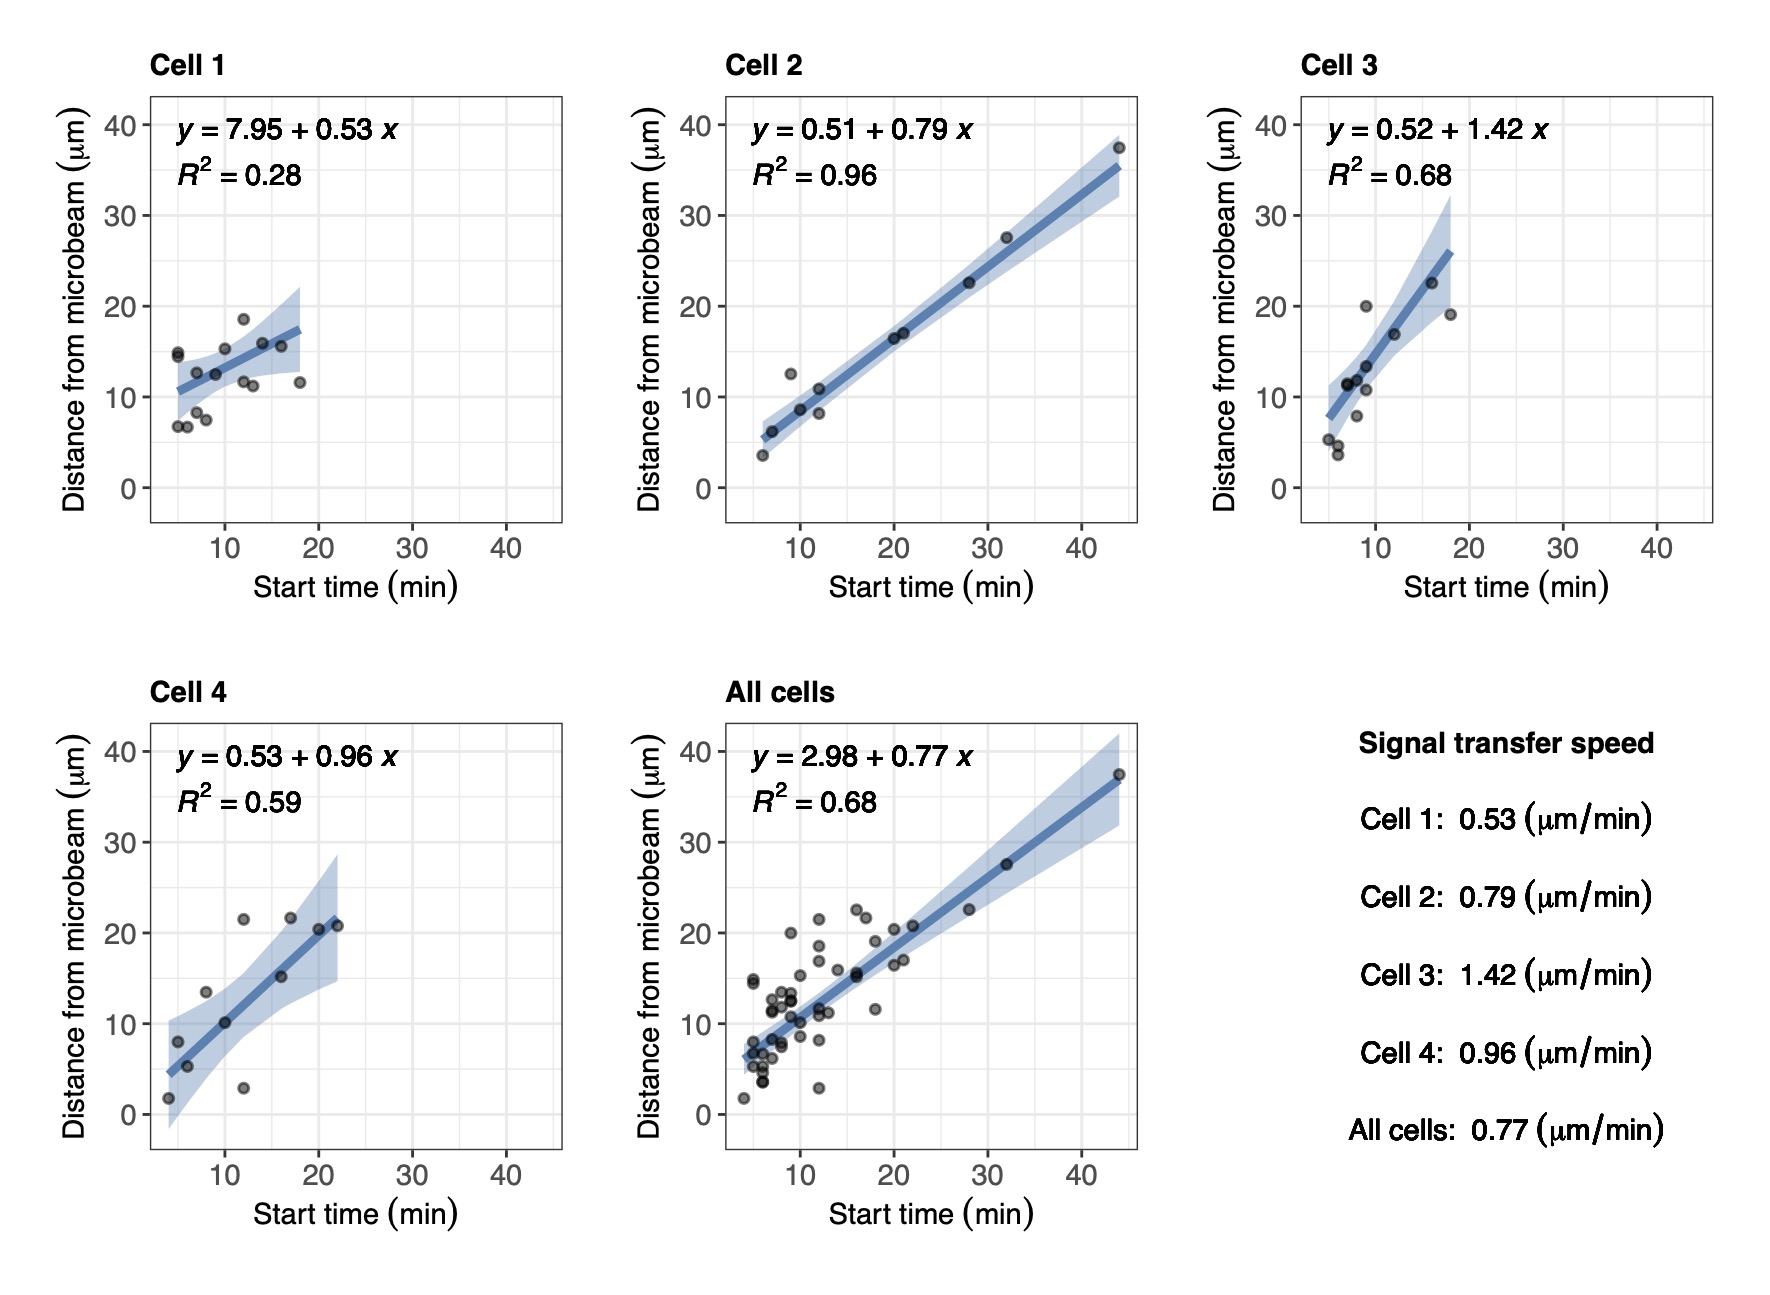 Cell 1
y = 7.95 + 0.53 x
R² = 0.28
40
30
20
10
0
Distance from microbeam (μm)
10 20 30 40
Start time (min)
Cell 2
y = 0.51 + 0.79 x
R² = 0.96
40
30
20
10
0
Distance from microbeam (μm)
10 20 30 40
Start time (min)
Cell 3
y = 0.52 + 1.42 x
R² = 0.68
40
30
20
10
0
Distance from microbeam (μm)
10 20 30 40
Start time (min)
Cell 4
y = 0.53 + 0.96 x
R² = 0.59
40
30
20
10
0
Distance from microbeam (μm)
10 20 30 40
Start time (min)
All cells
y = 2.98 + 0.77 x
R² = 0.68
40
30
20
10
0
Distance from microbeam (μm)
10 20 30 40
Start time (min)
Signal transfer speed
Cell 1: 0.53 (μm/min)
Cell 2: 0.79 (μm/min)
Cell 3: 1.42 (μm/min)
Cell 4: 0.96 (μm/min)
All cells: 0.77 (μm/min)